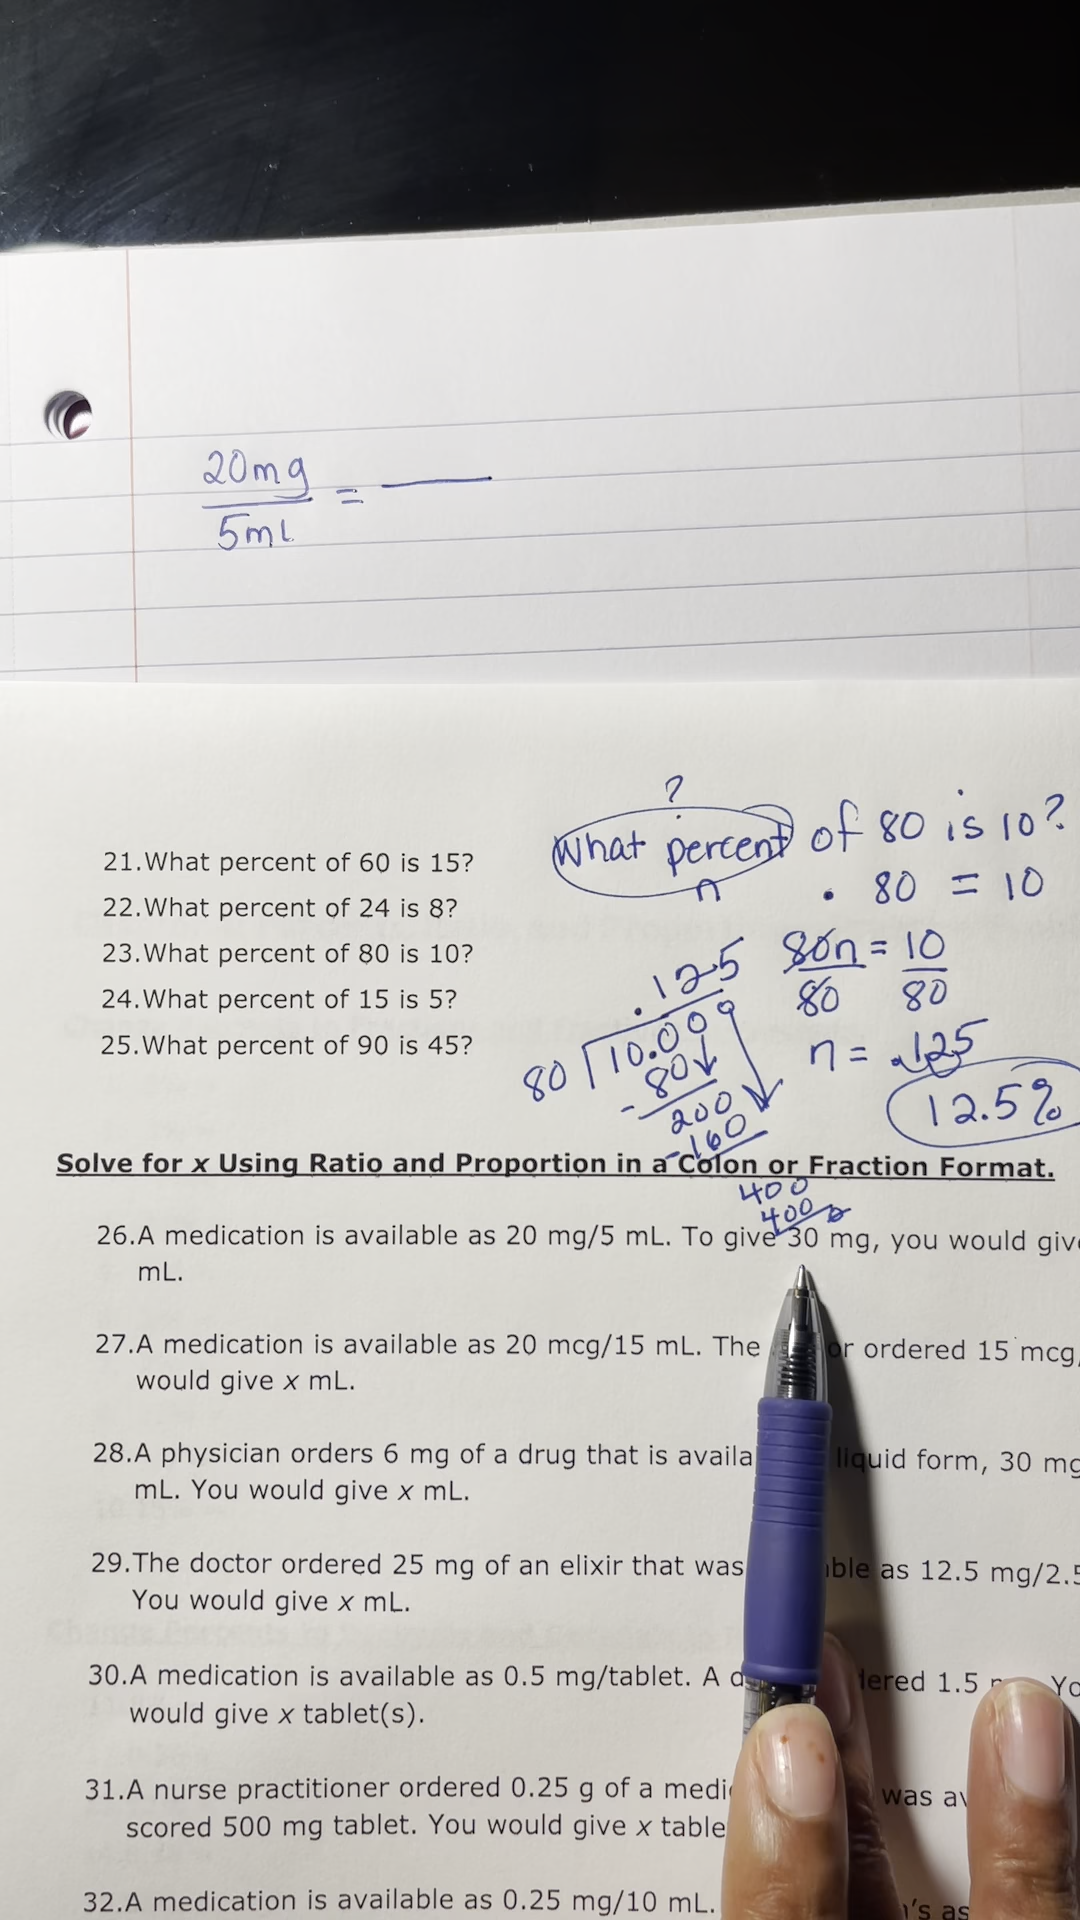 20mg
5mL
=
?
What percent of 80 is 10?
n · 80 = 10
80n = 10
80 80
n = .125
12.5%
.125
80 10.000
- 80
200
- 160
400
400
21.What percent of 60 is 15?
22.What percent of 24 is 8?
23.What percent of 80 is 10?
24.What percent of 15 is 5?
25.What percent of 90 is 45?
Solve for x Using Ratio and Proportion in a Colon or Fraction Format.
26.A medication is available as 20 mg/5 mL. To give 30 mg, you would give
mL.
27.A medication is available as 20 mcg/15 mL. The or ordered 15 mcg,
would give x mL.
28.A physician orders 6 mg of a drug that is availa liquid form, 30 mg
mL. You would give x mL.
29.The doctor ordered 25 mg of an elixir that was ble as 12.5 mg/2.5
You would give x mL.
30.A medication is available as 0.5 mg/tablet. A d dered 1.5 Yo
would give x tablet(s).
31.A nurse practitioner ordered 0.25 g of a medi was av
scored 500 mg tablet. You would give x table
32.A medication is available as 0.25 mg/10 mL. 's as